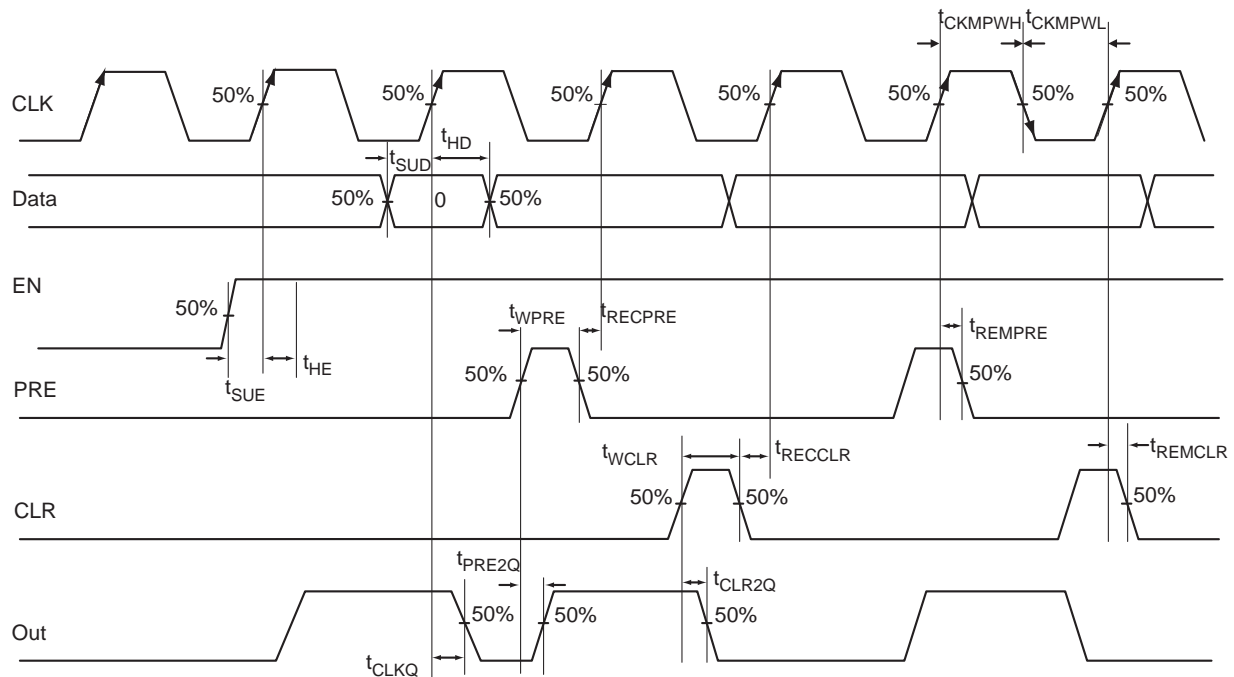 tCKMPWH tCKMPWL
CLK
50% 50% 50% 50% 50% 50% 50%
tSUD tHD
Data
50% 0 50%
EN
50%
tSUE tHE
tWPRE tRECPRE tREMPRE
PRE
50% 50% 50%
tWCLR tRECCLR tREMCLR
CLR
50% 50% 50%
tPRE2Q tCLR2Q
Out
50% 50% 50%
tCLKQ